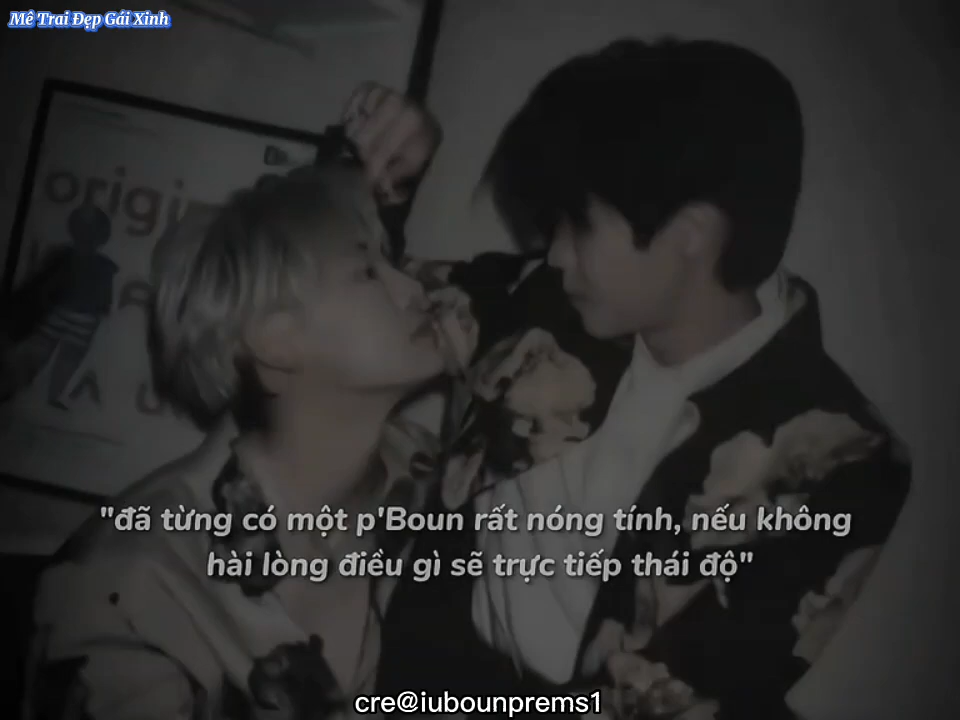 Mê Trai Đẹp Gái Xinh
origi
"đã từng có một p'Boun rất nóng tính, nếu không
hài lòng điều gì sẽ trực tiếp thái độ"
cre@iubounprems1